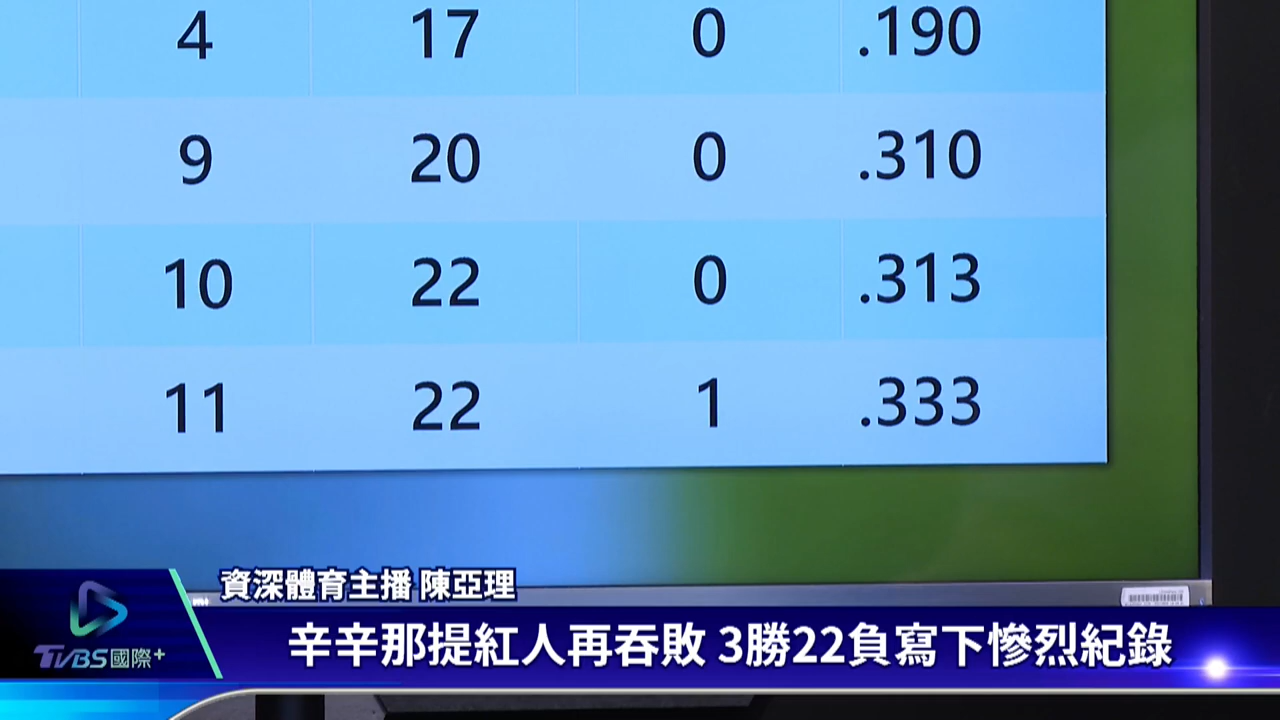 4 17 0 .190
9 20 0 .310
10 22 0 .313
11 22 1 .333
資深體育主播 陳亞理
辛辛那提紅人再吞敗 3勝22負寫下慘烈紀錄
TVBS國際+